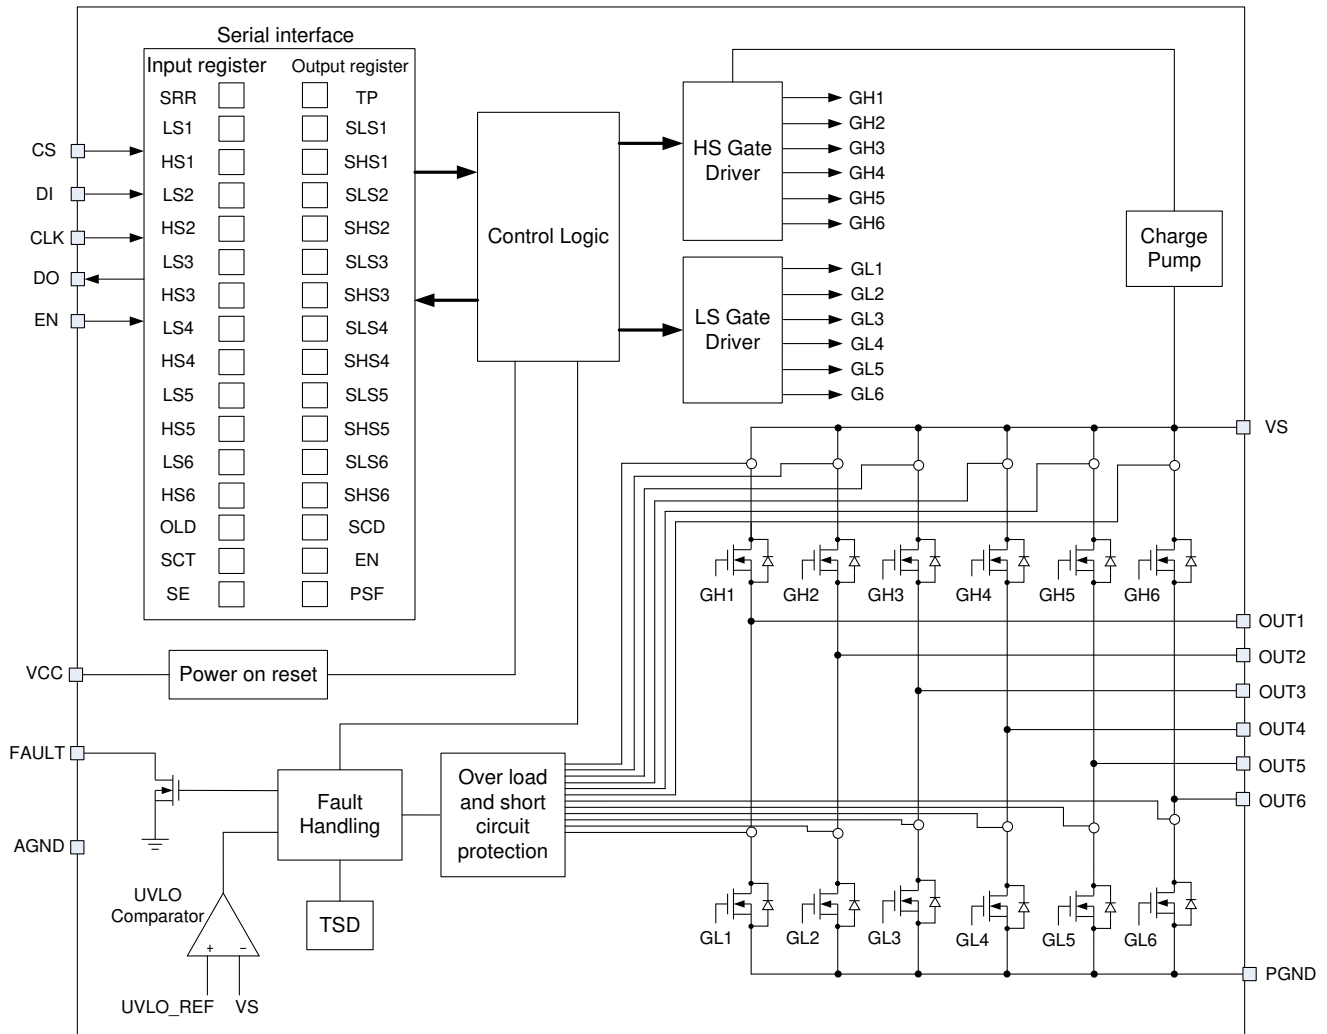 Serial interface
Input register
Output register
SRR
TP
LS1
SLS1
HS1
SHS1
LS2
SLS2
HS2
SHS2
LS3
SLS3
HS3
SHS3
LS4
SLS4
HS4
SHS4
LS5
SLS5
HS5
SHS5
LS6
SLS6
HS6
SHS6
OLD
SCD
SCT
EN
SE
PSF
CS
DI
CLK
DO
EN
Control Logic
HS Gate
Driver
GH1
GH2
GH3
GH4
GH5
GH6
LS Gate
Driver
GL1
GL2
GL3
GL4
GL5
GL6
Charge
Pump
VS
GH1
GH2
GH3
GH4
GH5
GH6
OUT1
OUT2
OUT3
OUT4
OUT5
OUT6
VCC
Power on reset
FAULT
AGND
Fault
Handling
Over load
and short
circuit
protection
UVLO
Comparator
+
−
UVLO_REF
VS
TSD
GL1
GL2
GL3
GL4
GL5
GL6
PGND